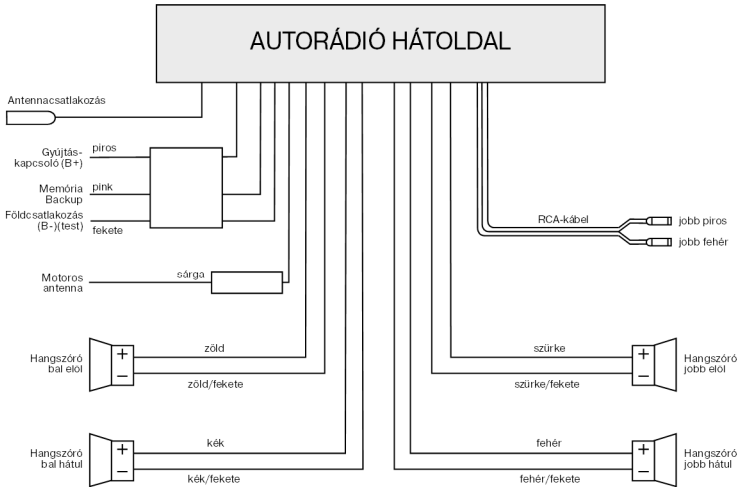 AUTORÁDIÓ HÁTOLDAL
Antennacsatlakozás
Gyújtás-
kapcsoló (B+)
piros
Memória
Backup
pink
Földcsatlakozás
(B-)(test)
fekete
RCA-kábel
jobb piros
jobb fehér
Motoros
antenna
sárga
Hangszóró
bal elöl
+
−
zöld
zöld/fekete
szürke
szürke/fekete
+
−
Hangszóró
jobb elöl
Hangszóró
bal hátul
+
−
kék
kék/fekete
fehér
fehér/fekete
+
−
Hangszóró
jobb hátul